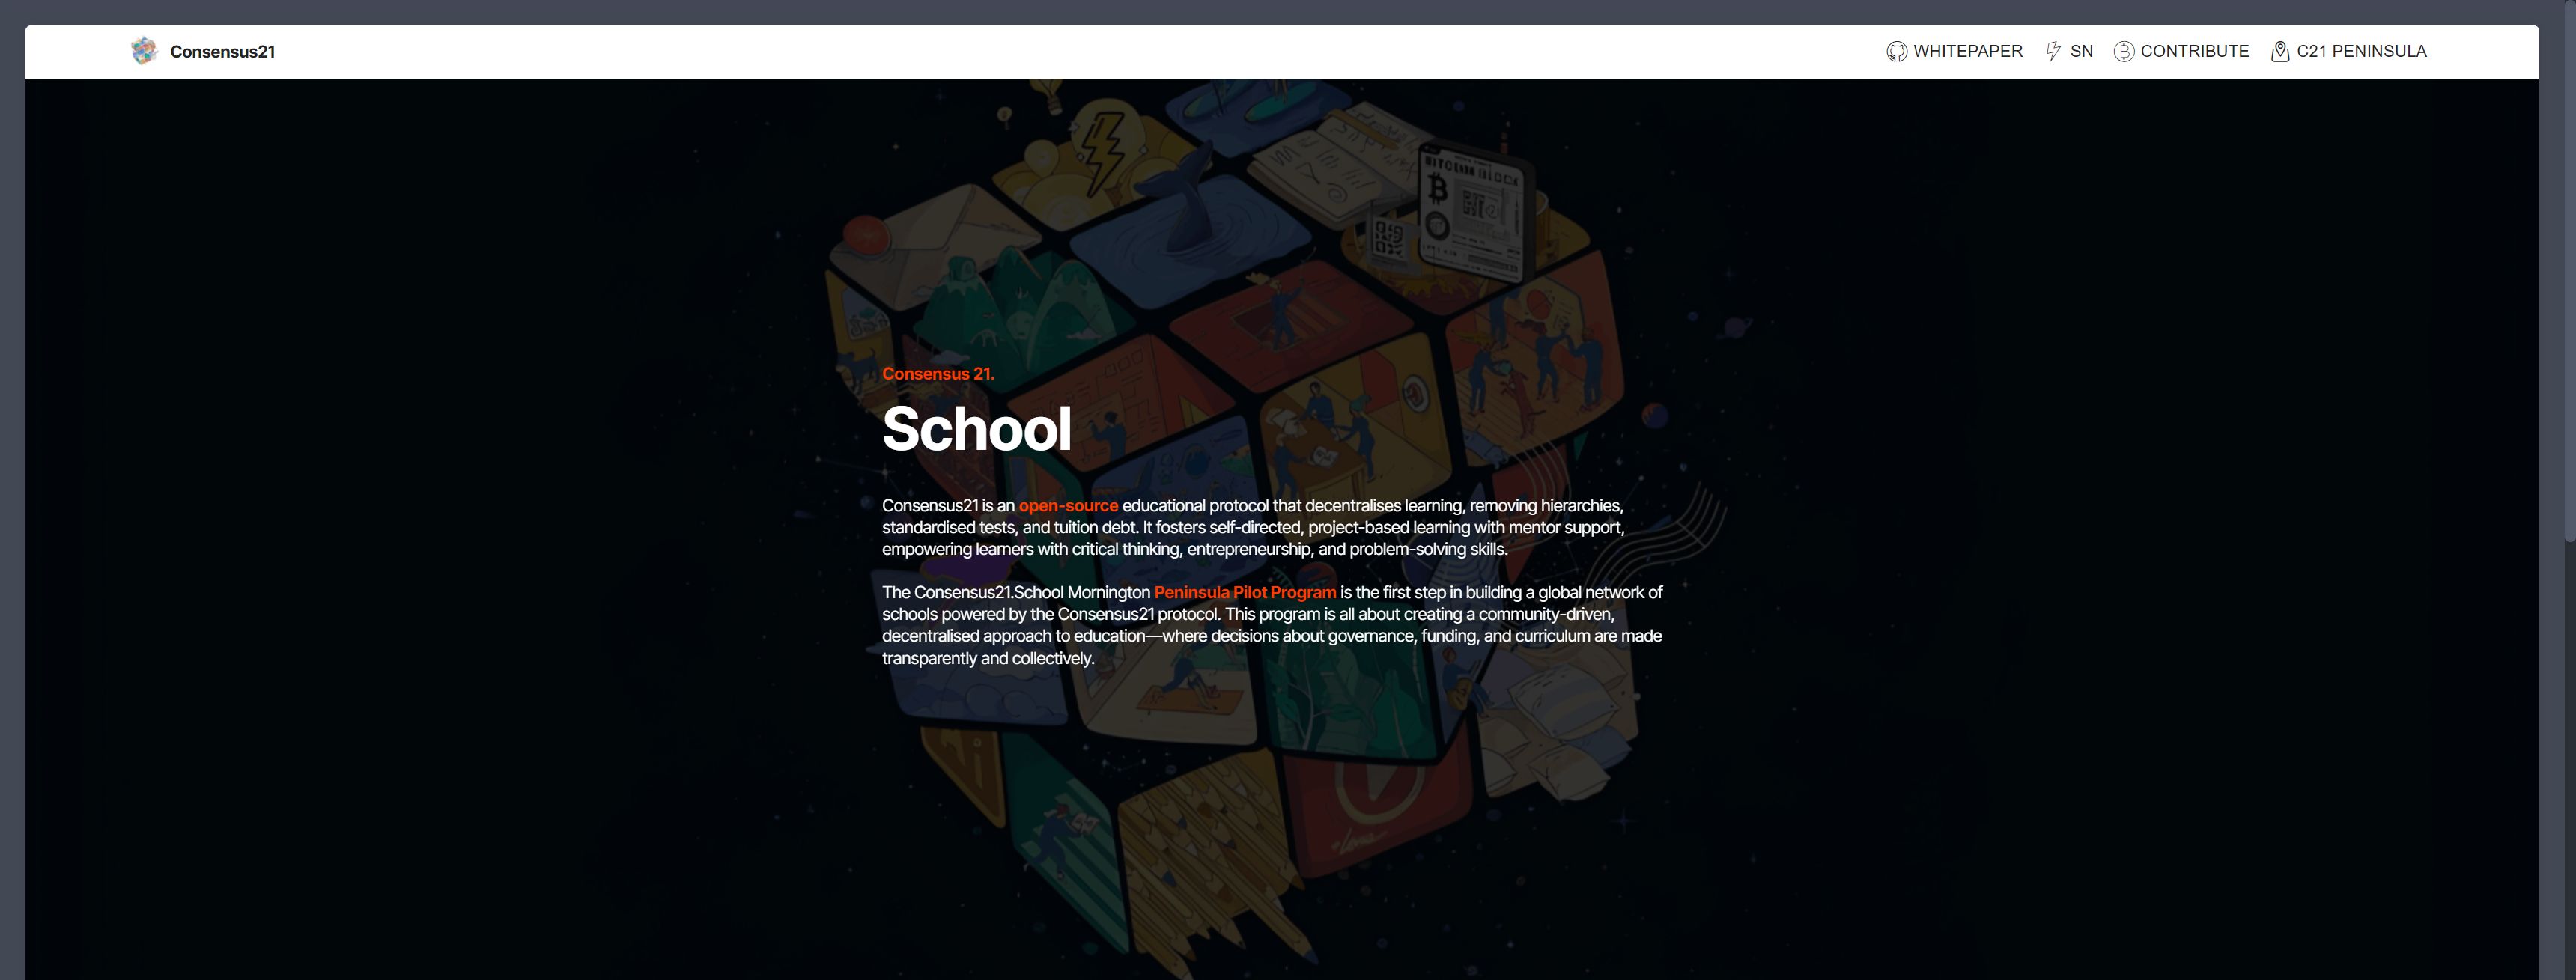 Consensus21
WHITEPAPER
SN
CONTRIBUTE
C21 PENINSULA
BITCOIN BLOCK
Consensus 21.
School
Consensus21 is an open-source educational protocol that decentralises learning, removing hierarchies,
standardised tests, and tuition debt. It fosters self-directed, project-based learning with mentor support,
empowering learners with critical thinking, entrepreneurship, and problem-solving skills.
The Consensus21.School Mornington Peninsula Pilot Program is the first step in building a global network of
schools powered by the Consensus21 protocol. This program is all about creating a community-driven,
decentralised approach to education—where decisions about governance, funding, and curriculum are made
transparently and collectively.